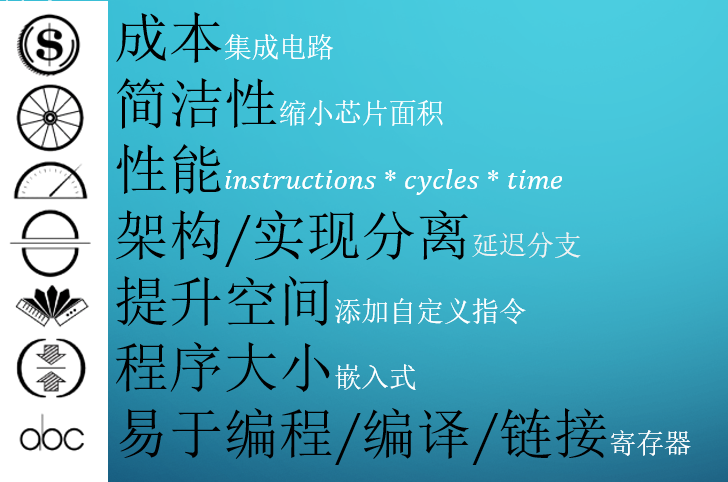 $
成本集成电路
简洁性缩小芯片面积
性能instructions * cycles * time
架构/实现分离延迟分支
提升空间添加自定义指令
程序大小嵌入式
abc
易于编程/编译/链接寄存器